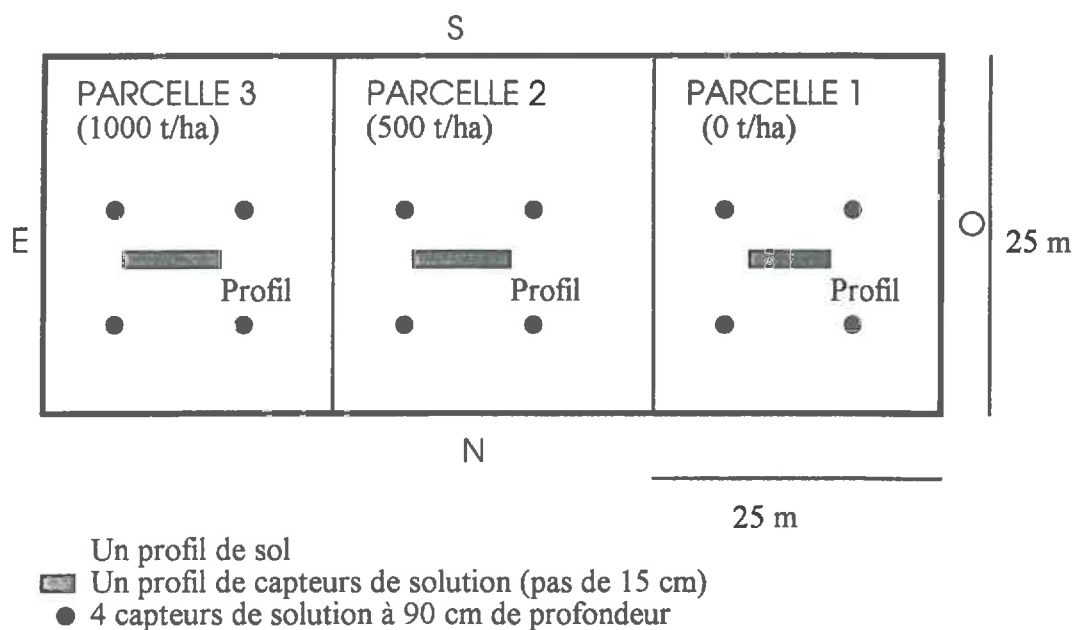 S
PARCELLE 3
(1000 t/ha)
PARCELLE 2
(500 t/ha)
PARCELLE 1
(0 t/ha)
E
O
25 m
Profil
Profil
Profil
N
25 m
Un profil de sol
Un profil de capteurs de solution (pas de 15 cm)
4 capteurs de solution à 90 cm de profondeur